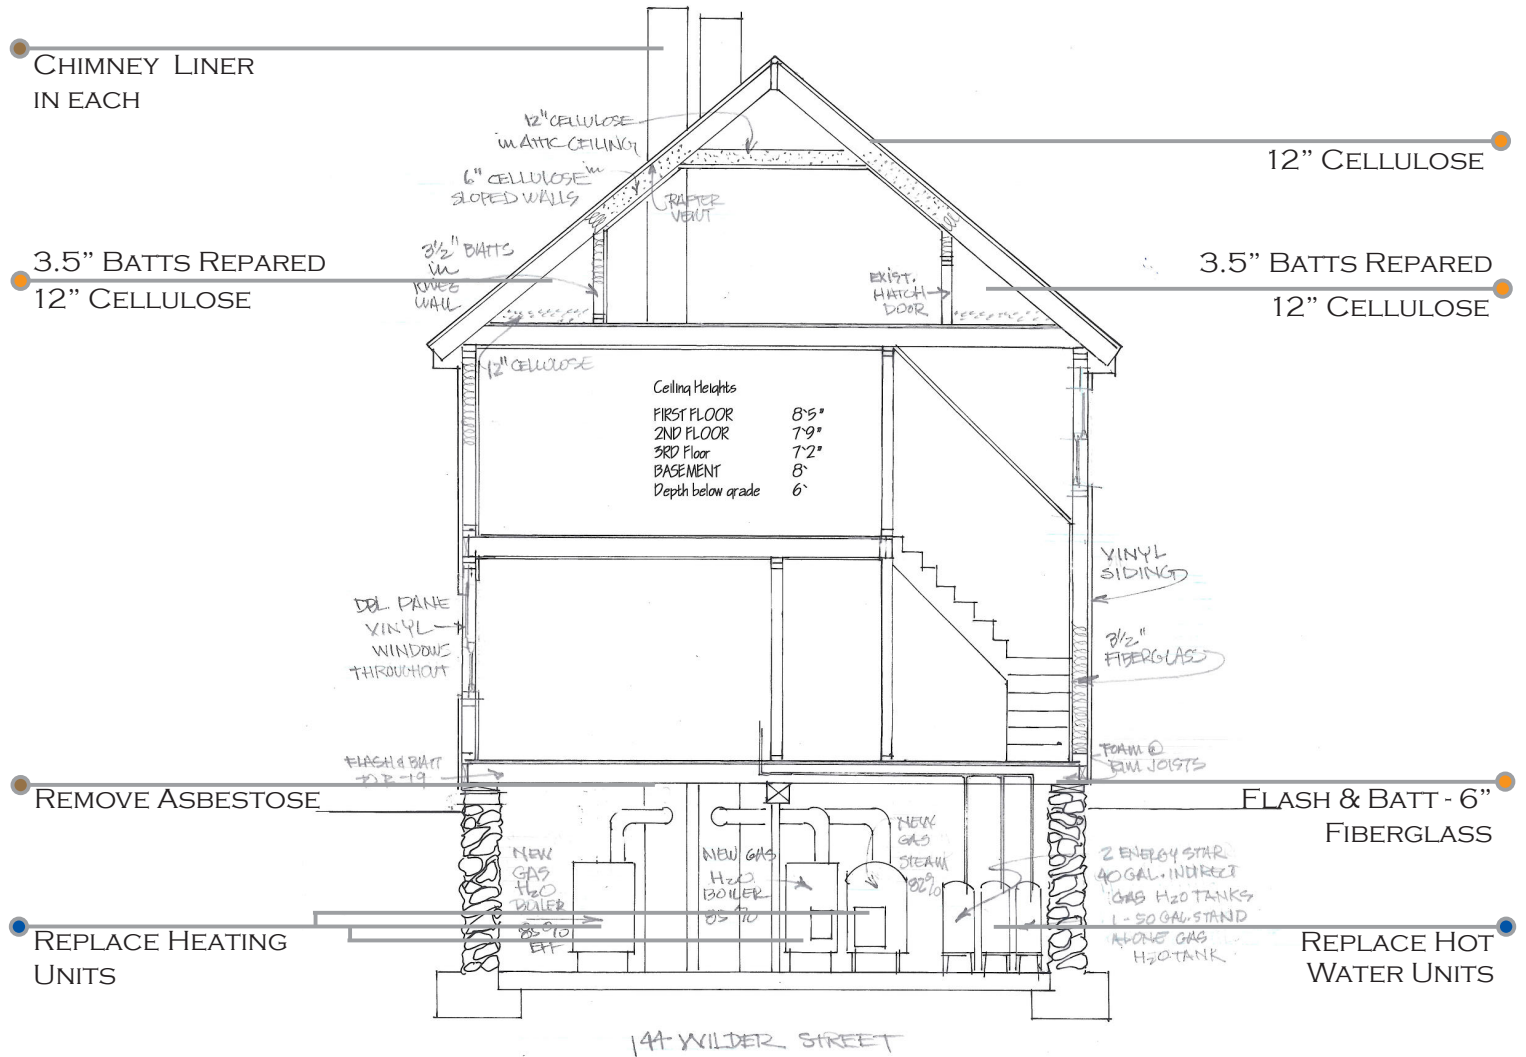 Chimney Liner
in each
12" CELLULOSE
in ATTIC CEILING
6" CELLULOSE in
SLOPED WALLS
RAFTER
VENT
12” Cellulose
3.5” Batts Repared
12” Cellulose
3½" BATTS
in
KNEE
WALL
EXIST.
HATCH
DOOR
3.5” Batts Repared
12” Cellulose
12" CELLULOSE
Ceiling Heights
FIRST FLOOR 8`5"
2ND FLOOR 7`9"
3RD Floor 7`2"
BASEMENT 8`
Depth below grade 6`
VINYL
SIDING
DBL. PANE
VINYL
WINDOWS
THROUGHOUT
3½"
FIBERGLASS
FLASH & BATT
TO R-19
FOAM @
RIM JOISTS
Remove Asbestose
Flash & Batt - 6”
Fiberglass
NEW
GAS
H2O
BOILER
85%
EFF
NEW GAS
H2O
BOILER
85%
NEW
GAS
STEAM
82%
2 ENERGY STAR
40 GAL. INDIRECT
GAS H2O TANKS
1 - 50 GAL. STAND
ALONE GAS
H2O TANK
Replace Heating
Units
Replace Hot
Water Units
144 WILDER STREET